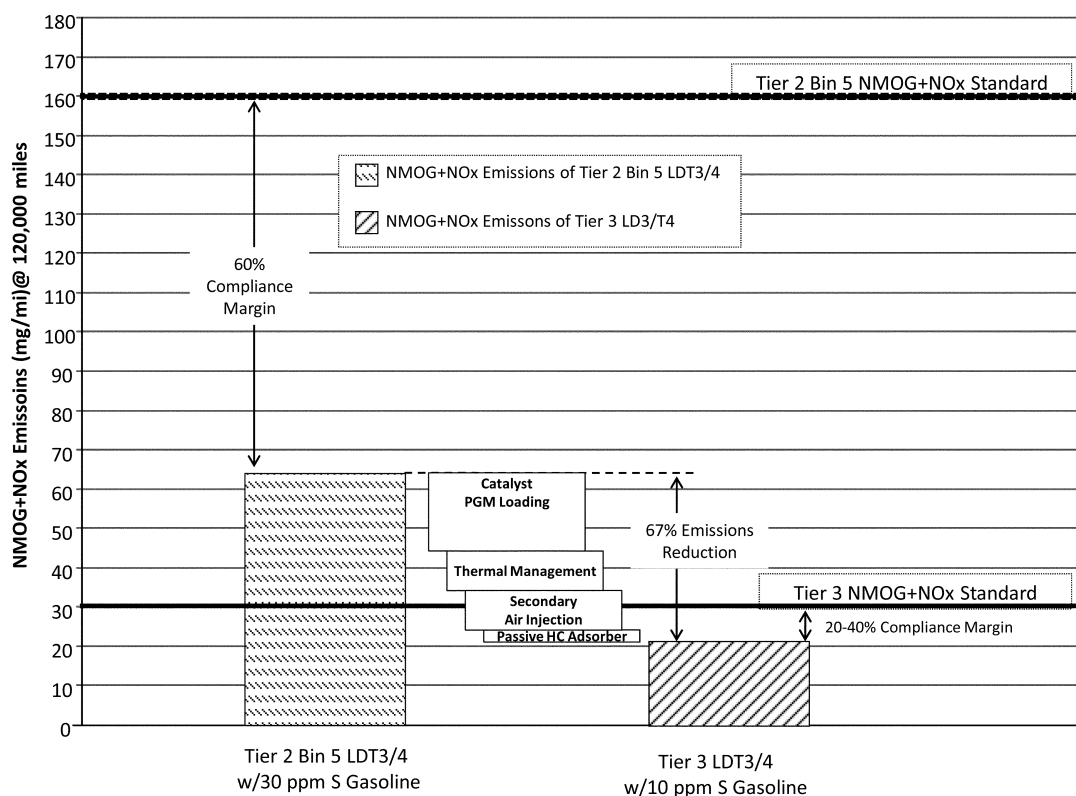 NMOG+NOx Emissoins (mg/mi)@ 120,000 miles
180
170
160
150
140
130
120
110
100
90
80
70
60
50
40
30
20
10
0
Tier 2 Bin 5 NMOG+NOx Standard
NMOG+NOx Emissions of Tier 2 Bin 5 LDT3/4
NMOG+NOx Emissons of Tier 3 LD3/T4
60%
Compliance
Margin
Catalyst
PGM Loading
67% Emissions
Reduction
Thermal Management
Tier 3 NMOG+NOx Standard
Secondary
Air Injection
20-40% Compliance Margin
Passive HC Adsorber
Tier 2 Bin 5 LDT3/4
w/30 ppm S Gasoline
Tier 3 LDT3/4
w/10 ppm S Gasoline